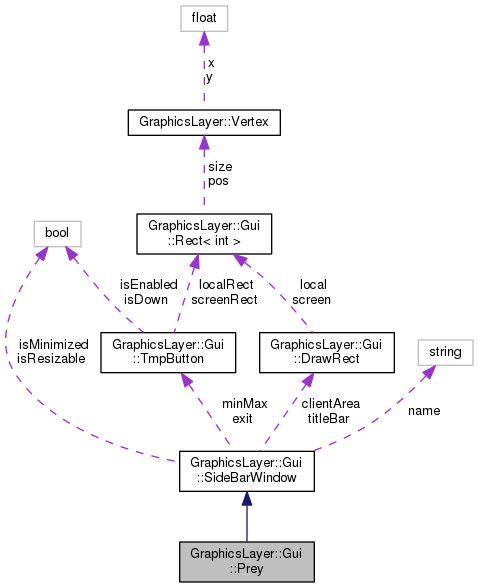 float
x
y
GraphicsLayer::Vertex
size
pos
GraphicsLayer::Gui
::Rect< int >
bool
isEnabled
isDown
localRect
screenRect
local
screen
isMinimized
isResizable
GraphicsLayer::Gui
::TmpButton
GraphicsLayer::Gui
::DrawRect
string
minMax
exit
clientArea
titleBar
name
GraphicsLayer::Gui
::SideBarWindow
GraphicsLayer::Gui
::Prey